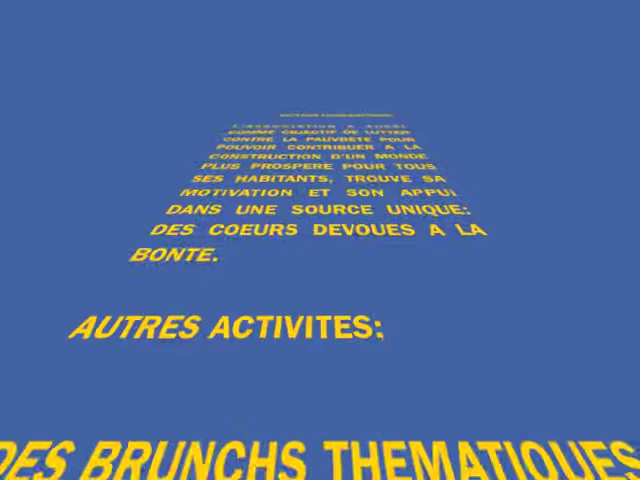 L'ASSOCIATION A AUSSI
COMME OBJECTIF DE LUTTER
CONTRE LA PAUVRETE POUR
POUVOIR CONTRIBUER A LA
CONSTRUCTION D'UN MONDE
PLUS PROSPERE POUR TOUS
SES HABITANTS, TROUVE SA
MOTIVATION ET SON APPUI
DANS UNE SOURCE UNIQUE:
DES COEURS DEVOUES A LA
BONTE.
AUTRES ACTIVITES:
DES BRUNCHS THEMATIQUES